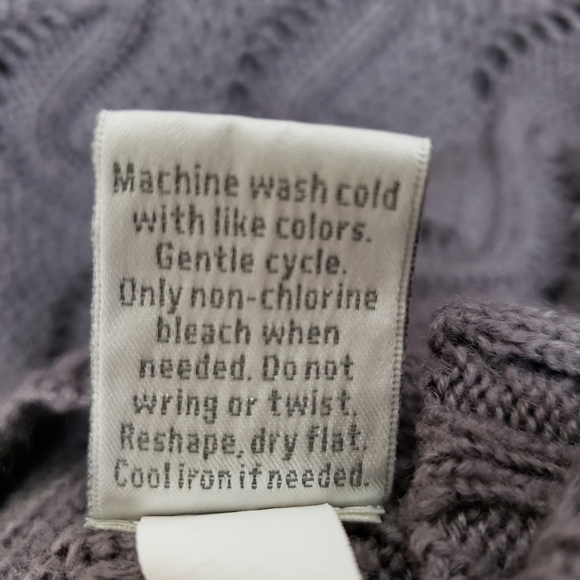 Machine wash cold
with like colors.
Gentle cycle.
Only non-chlorine
bleach when
needed. Do not
wring or twist.
Reshape, dry flat.
Cool iron if needed.